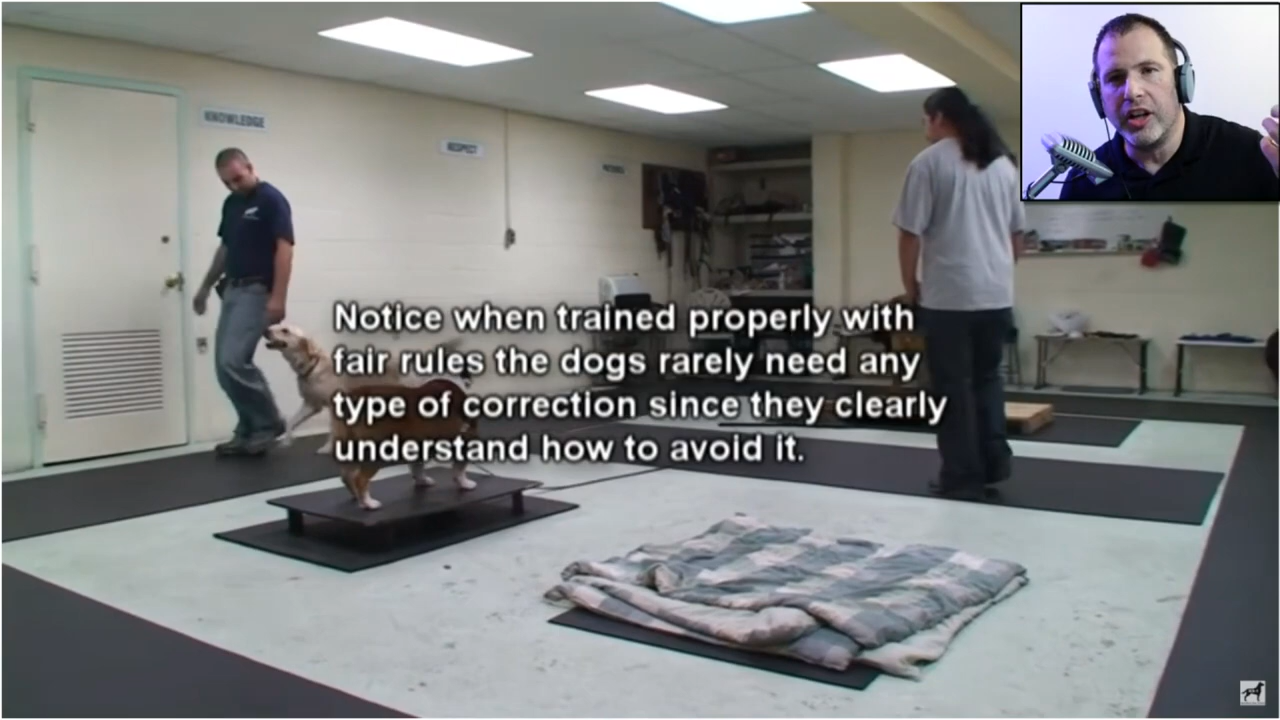 KNOWLEDGE
RESPECT
Notice when trained properly with
fair rules the dogs rarely need any
type of correction since they clearly
understand how to avoid it.